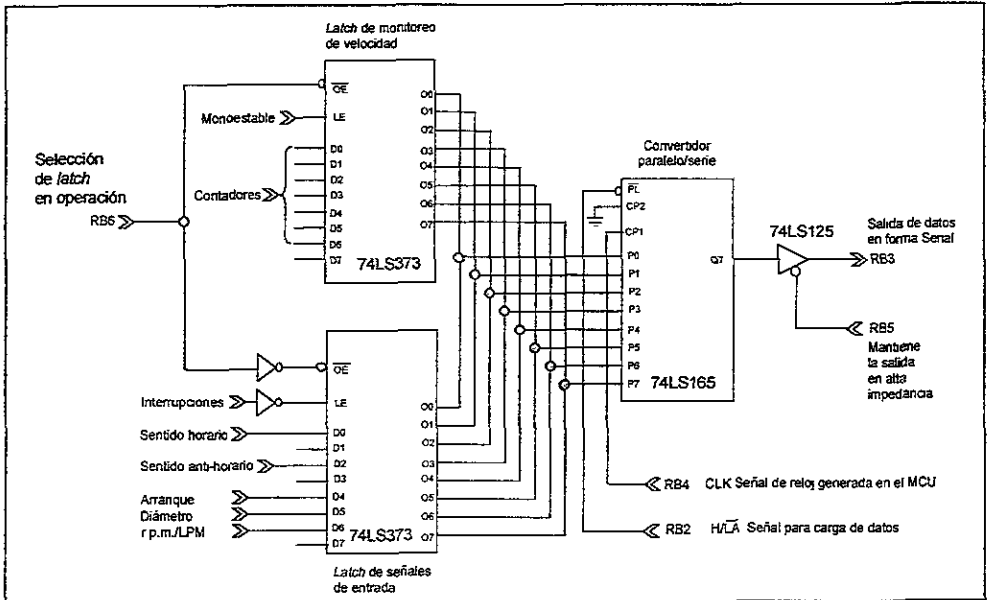 Latch de monitoreo
de velocidad
OE
LE
D0
D1
D2
D3
D4
D5
D6
D7
O0
O1
O2
O3
O4
O5
O6
O7
74LS373
Monoestable
Contadores
Selección
de latch
en operación
RB6
Convertidor
paralelo/serie
PL
CP2
CP1
P0
P1
P2
P3
P4
P5
P6
P7
Q7
74LS165
74LS125
Salida de datos
en forma Serial
RB3
RB5
Mantiene
la salida
en alta
impedancia
Interrupciones
Sentido horario
Sentido anti-horario
Arranque
Diámetro
r p.m./LPM
OE
LE
D0
D1
D2
D3
D4
D5
D6
D7
O0
O1
O2
O3
O4
O5
O6
O7
74LS373
Latch de señales
de entrada
RB4 CLK Señal de reloj generada en el MCU
RB2 H/LA Señal para carga de datos